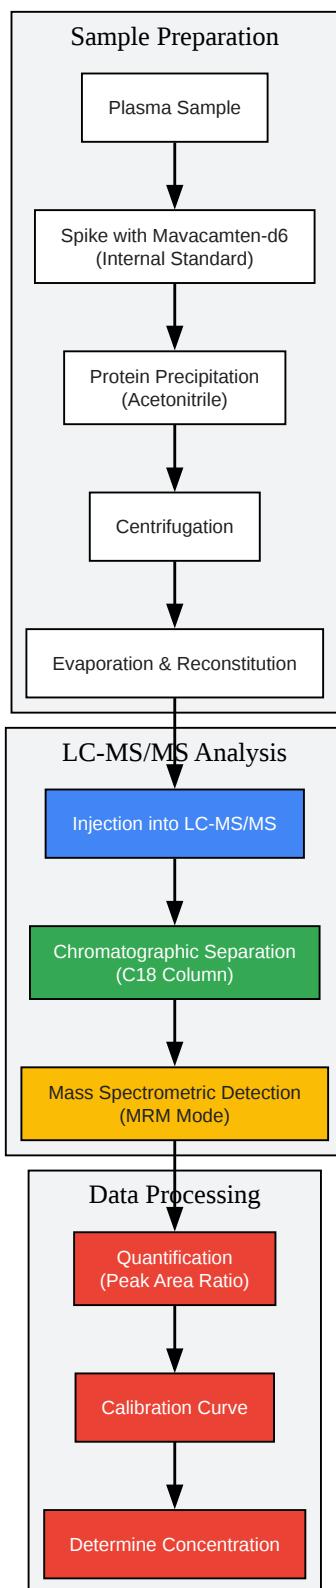 Sample Preparation
Plasma Sample
Spike with Mavacamten-d6
(Internal Standard)
Protein Precipitation
(Acetonitrile)
Centrifugation
Evaporation & Reconstitution
LC-MS/MS Analysis
Injection into LC-MS/MS
Chromatographic Separation
(C18 Column)
Mass Spectrometric Detection
(MRM Mode)
Data Processing
Quantification
(Peak Area Ratio)
Calibration Curve
Determine Concentration